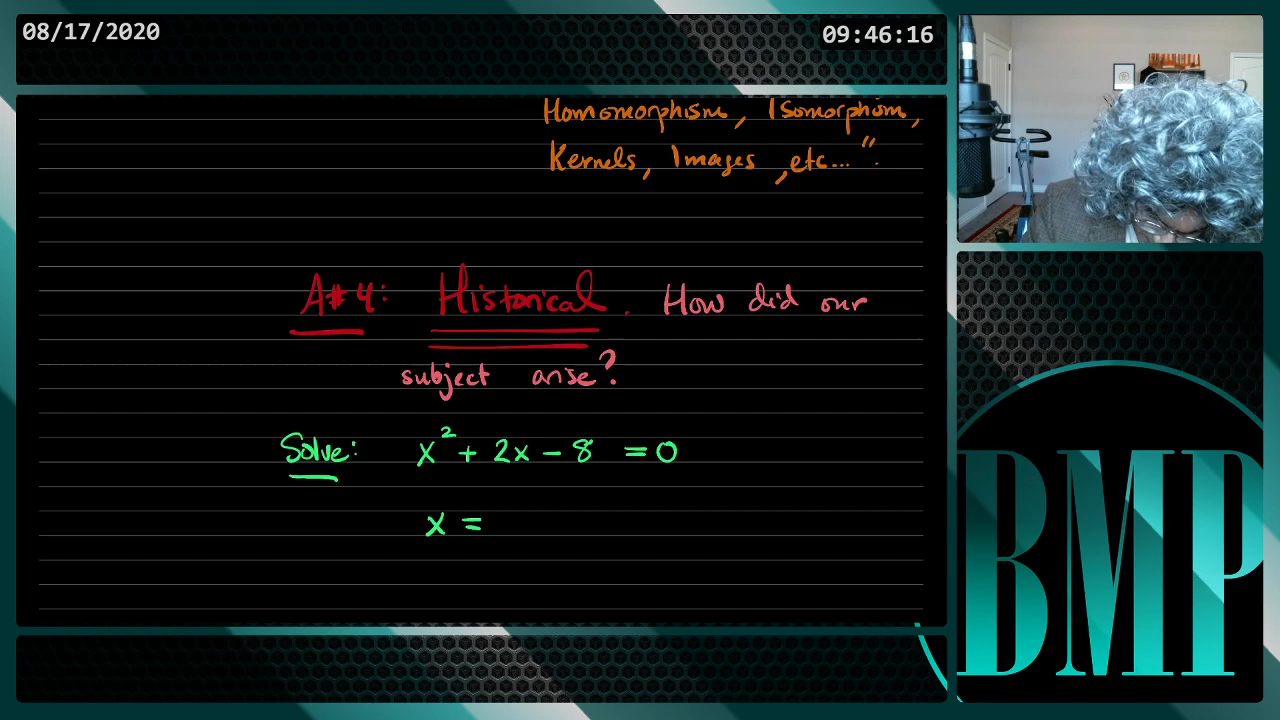 08/17/2020
09:46:16
Homomorphism, Isomorphism,
Kernels, Images, etc...".
A#4: Historical. How did our
subject arise?
Solve: x² + 2x - 8 = 0
x =
BMP